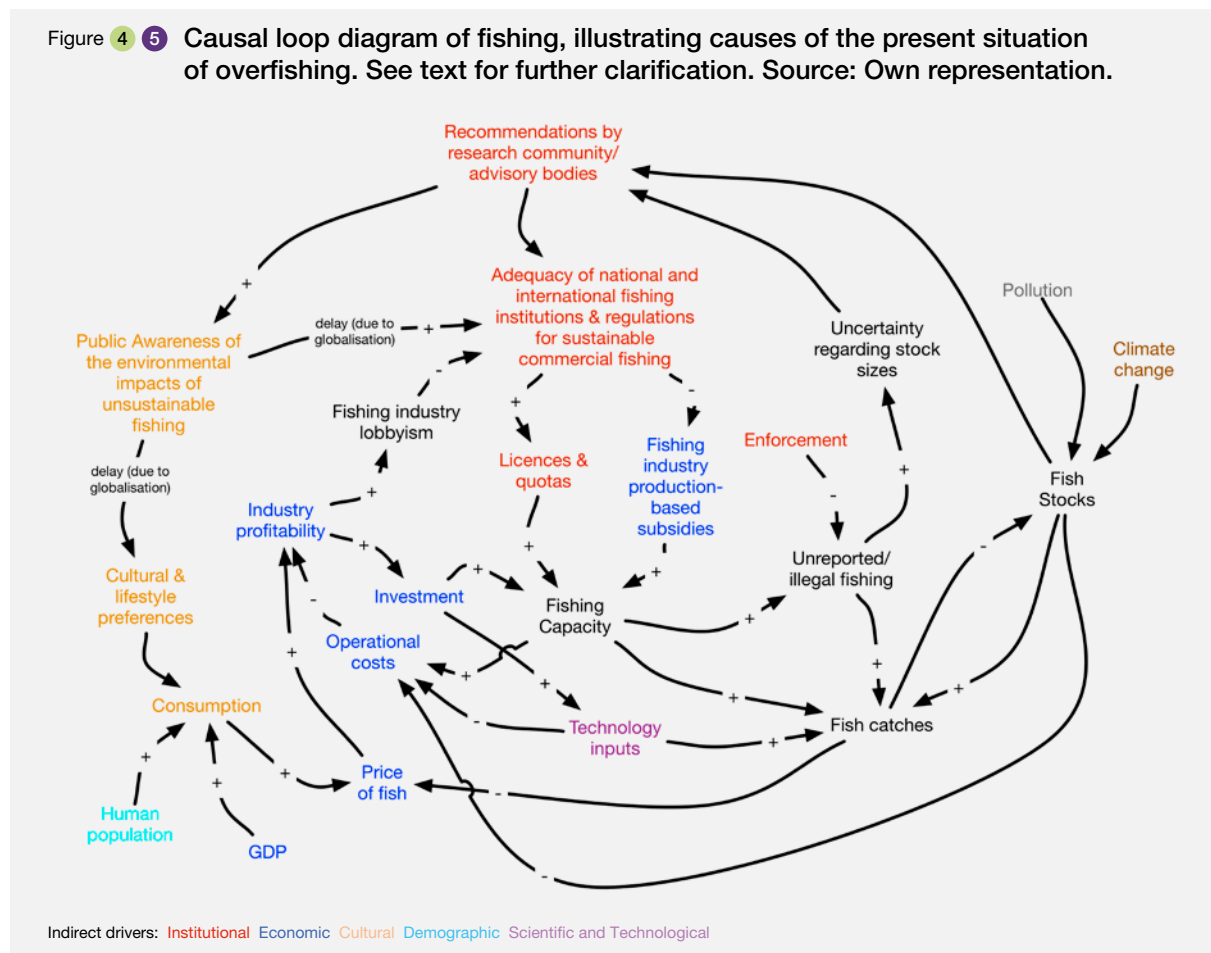 Figure 4 5 Causal loop diagram of fishing, illustrating causes of the present situation
of overfishing. See text for further clarification. Source: Own representation.
Recommendations by
research community/
advisory bodies
+
Adequacy of national and
international fishing
institutions & regulations
for sustainable
commercial fishing
Pollution
Public Awareness of
the environmental
impacts of
unsustainable
fishing
delay (due to
globalisation)
+
-
Uncertainty
regarding stock
sizes
Climate
change
Fishing industry
lobbyism
+
-
delay (due to
globalisation)
Licences &
quotas
Fishing
industry
production-
based
subsidies
Enforcement
-
+
Fish
Stocks
Industry
profitability
+
+
+
+
Unreported/
illegal fishing
-
Cultural &
lifestyle
preferences
Investment
+
Fishing
Capacity
+
-
Operational
costs
+
+
+
+
+
+
Consumption
-
Technology
inputs
+
Fish catches
+
+
+
Price
of fish
-
Human
population
GDP
-
Indirect drivers: Institutional Economic Cultural Demographic Scientific and Technological